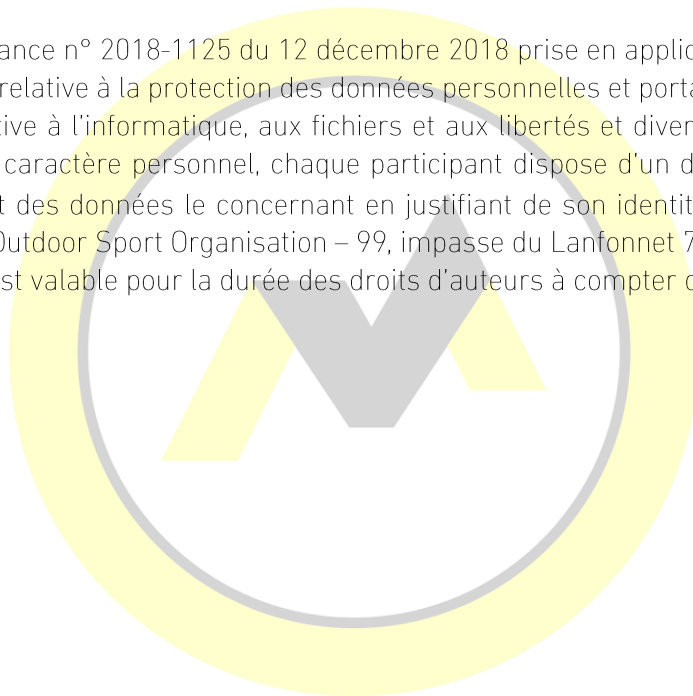 ance n° 2018-1125 du 12 décembre 2018 prise en applic
relative à la protection des données personnelles et porta
tive à l’informatique, aux fichiers et aux libertés et diver
caractère personnel, chaque participant dispose d’un d
t des données le concernant en justifiant de son identit
Outdoor Sport Organisation – 99, impasse du Lanfonnet 7
st valable pour la durée des droits d’auteurs à compter d